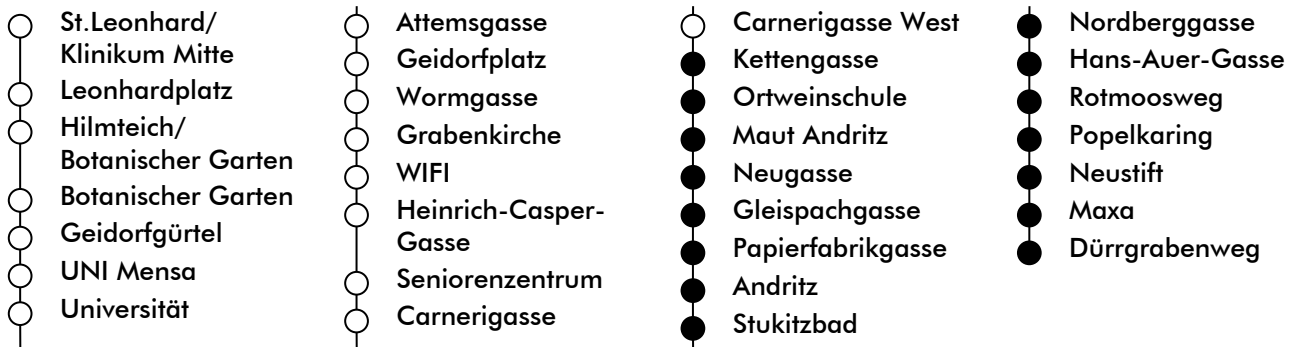 St.Leonhard/
Klinikum Mitte
Leonhardplatz
Hilmteich/
Botanischer Garten
Botanischer Garten
Geidorfgürtel
UNI Mensa
Universität
Attemsgasse
Geidorfplatz
Wormgasse
Grabenkirche
WIFI
Heinrich-Casper-
Gasse
Seniorenzentrum
Carnerigasse
Carnerigasse West
Kettengasse
Ortweinschule
Maut Andritz
Neugasse
Gleispachgasse
Papierfabrikgasse
Andritz
Stukitzbad
Nordberggasse
Hans-Auer-Gasse
Rotmoosweg
Popelkaring
Neustift
Maxa
Dürrgrabenweg